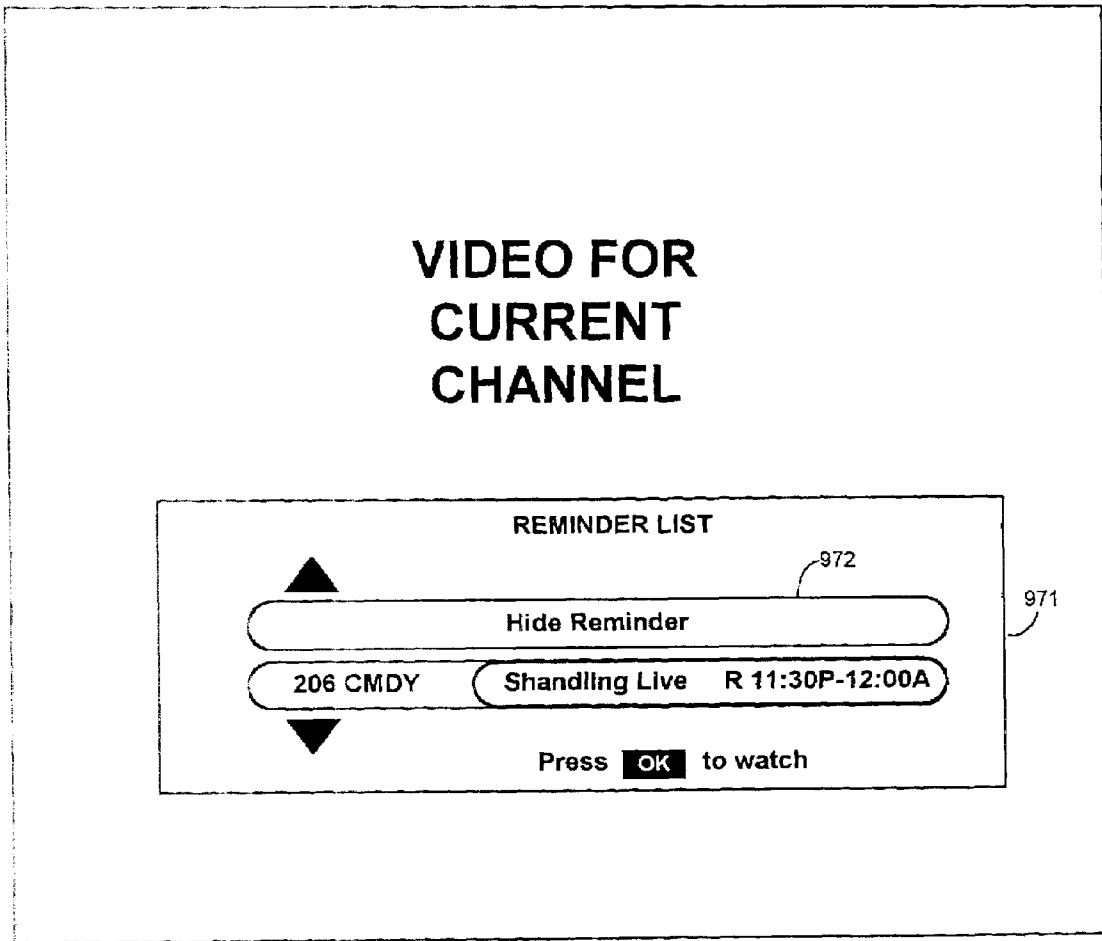 VIDEO FOR
CURRENT
CHANNEL
REMINDER LIST
972
971
Hide Reminder
206 CMDY Shandling Live R 11:30P-12:00A
Press OK to watch